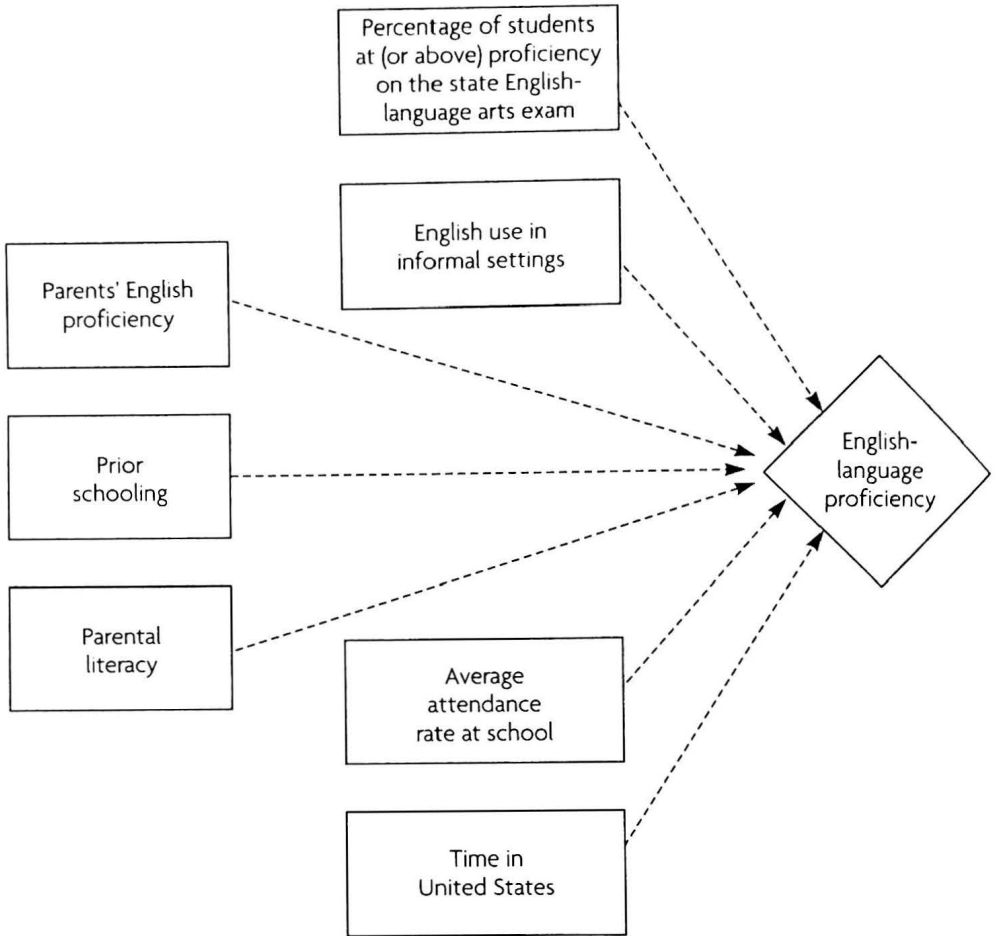 Percentage of students
at (or above) proficiency
on the state English-
language arts exam
English use in
informal settings
Parents' English
proficiency
Prior
schooling
Parental
literacy
Average
attendance
rate at school
Time in
United States
English-
language
proficiency